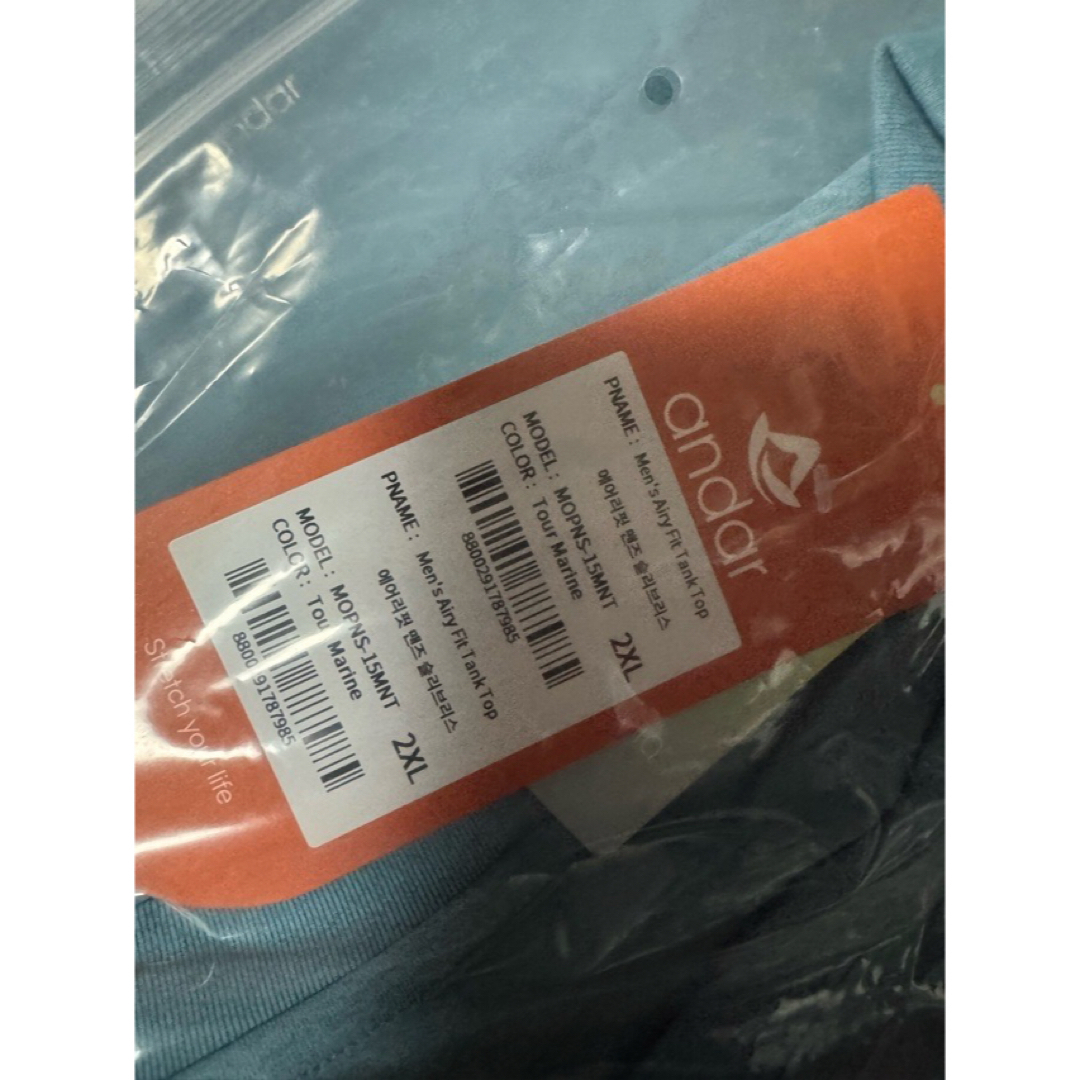 andar
andar
PNAME : Men's Airy Fit Tank Top
에어리핏 맨즈 슬리브리스
MODEL : MOPNS-15MNT
COLOR : Tour Marine
2XL
8800291787985
PNAME : Men's Airy Fit Tank Top
에어리핏 맨즈 슬리브리스
MODEL : MOPNS-15MNT
COLOR : Tour Marine
2XL
8800291787985
Stretch your life